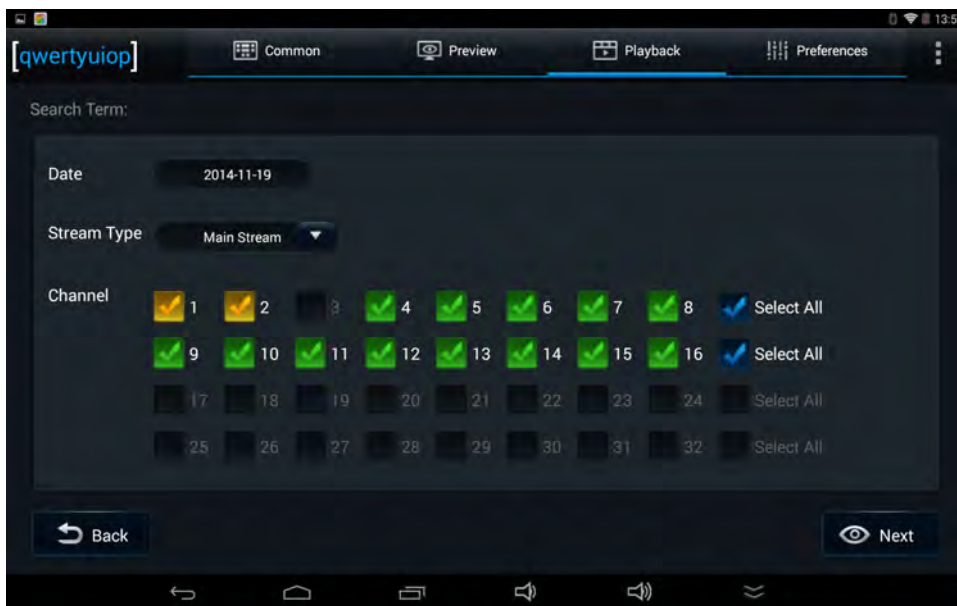 13:5
[qwertyuiop] Common Preview Playback Preferences
Search Term:
Date 2014-11-19
Stream Type Main Stream
Channel 1 2 3 4 5 6 7 8 Select All
9 10 11 12 13 14 15 16 Select All
17 18 19 20 21 22 23 24 Select All
25 26 27 28 29 30 31 32 Select All
Back Next